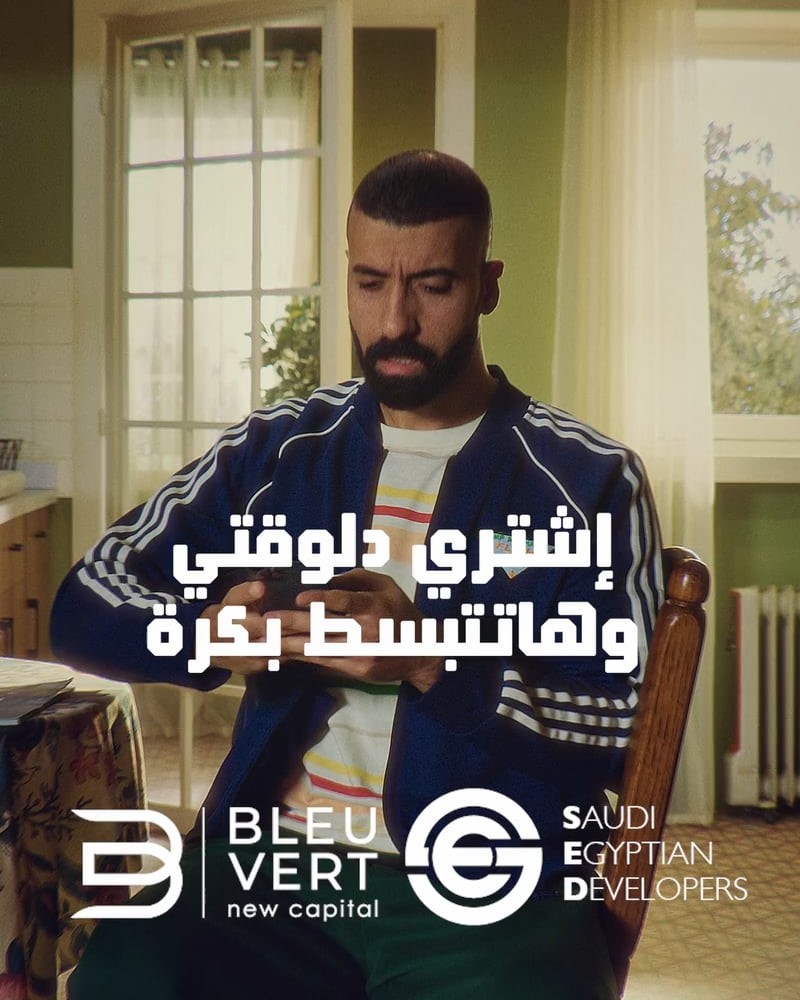 إشتري دلوقتي
وهاتتبسط بكرة
BLEU
VERT
new capital
SAUDI
EGYPTIAN
DEVELOPERS